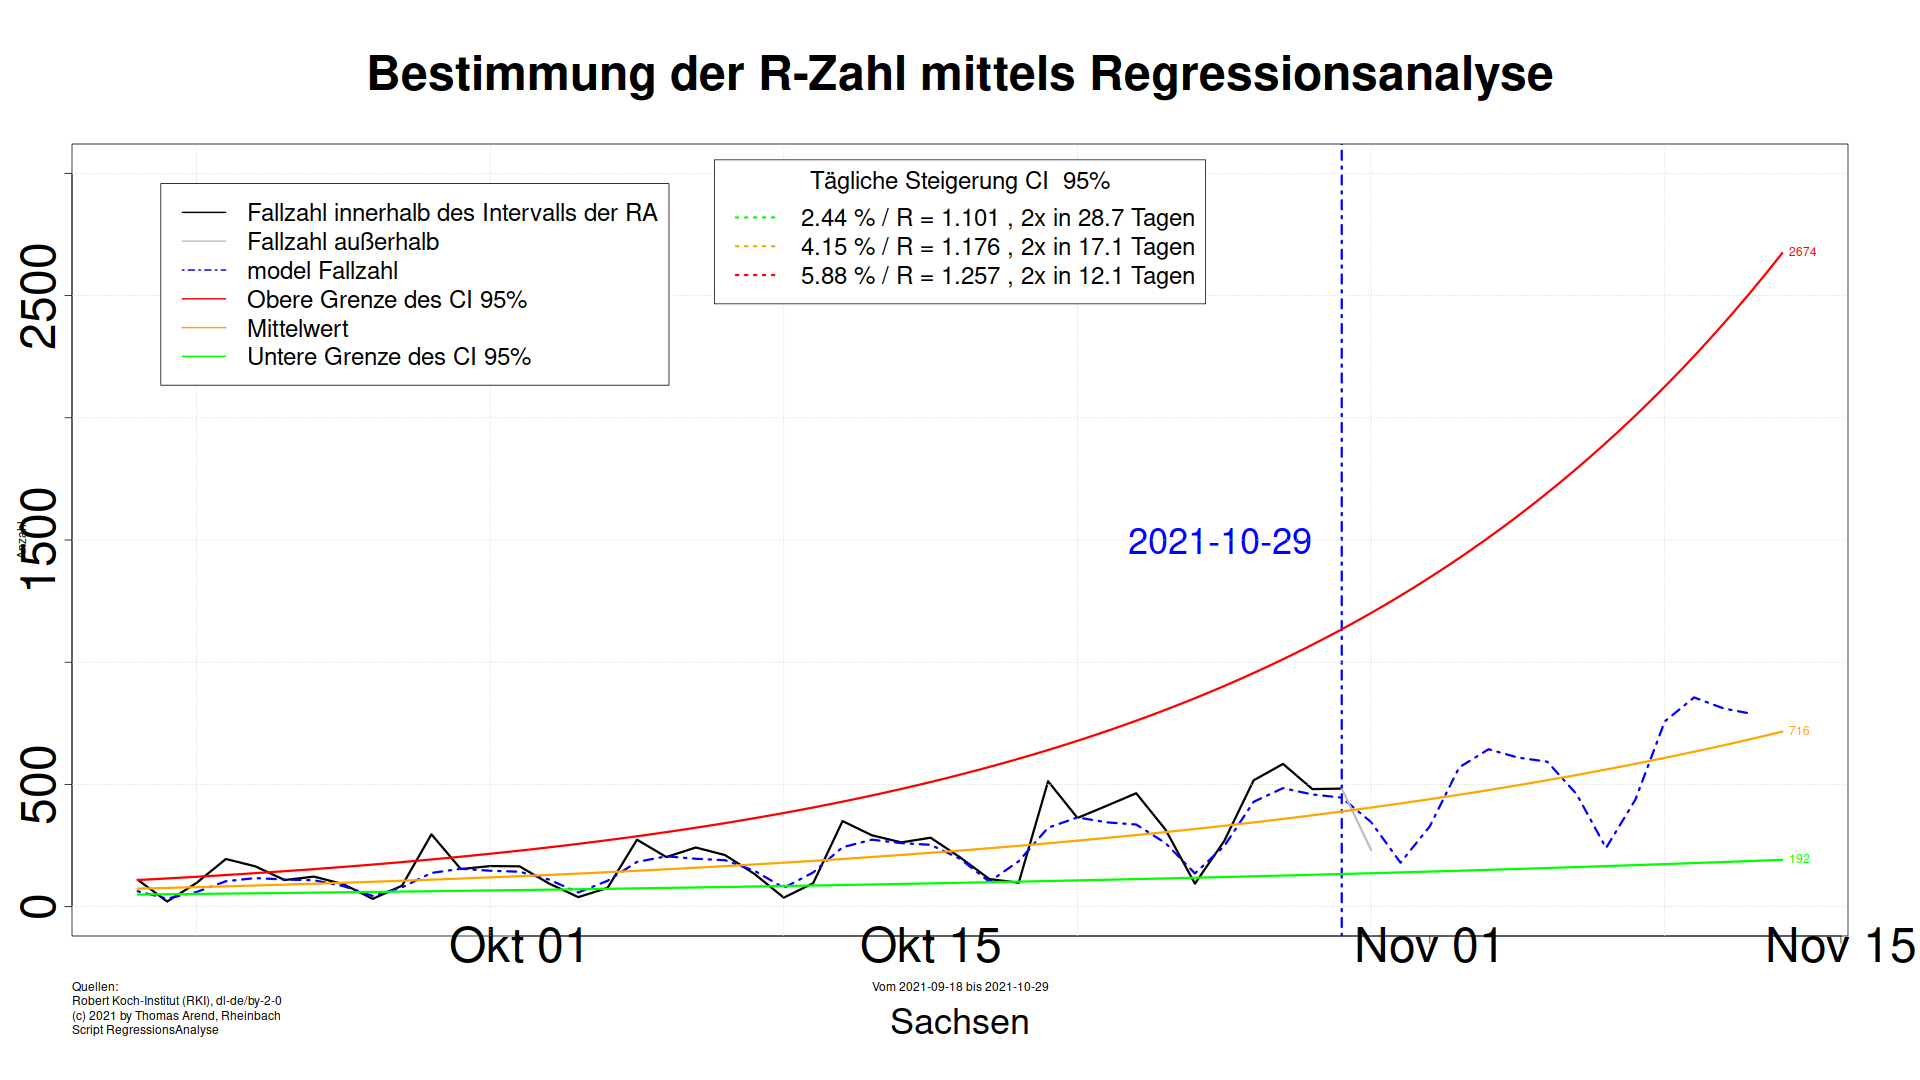 Bestimmung der R-Zahl mittels Regressionsanalyse
Fallzahl innerhalb des Intervalls der RA
Fallzahl außerhalb
model Fallzahl
Obere Grenze des CI 95%
Mittelwert
Untere Grenze des CI 95%
Tägliche Steigerung CI  95%
2.44 % / R = 1.101 , 2x in 28.7 Tagen
4.15 % / R = 1.176 , 2x in 17.1 Tagen
5.88 % / R = 1.257 , 2x in 12.1 Tagen
2674
2500
1500
Anzahl
2021-10-29
716
500
192
0
Okt 01
Okt 15
Nov 01
Nov 15
Quellen:
Robert Koch-Institut (RKI), dl-de/by-2-0
(c) 2021 by Thomas Arend, Rheinbach
Script RegressionsAnalyse
Vom 2021-09-18 bis 2021-10-29
Sachsen